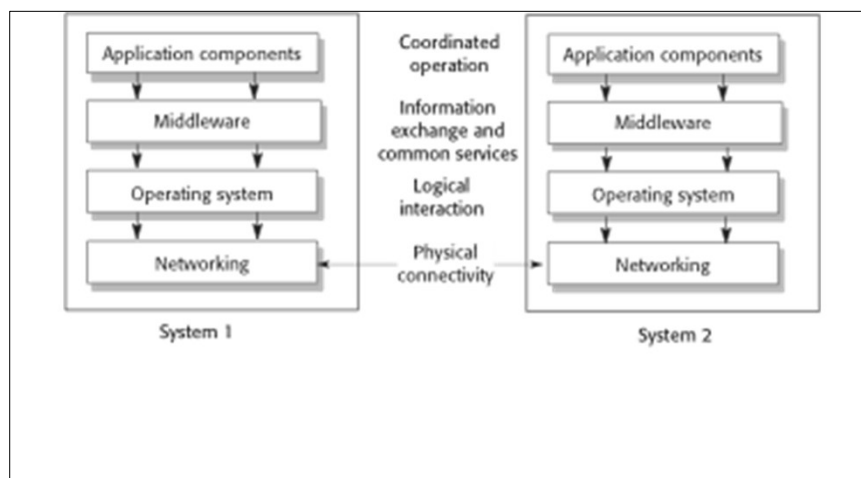 Application components
Middleware
Operating system
Networking
System 1
Coordinated
operation
Information
exchange and
common services
Logical
interaction
Physical
connectivity
Application components
Middleware
Operating system
Networking
System 2